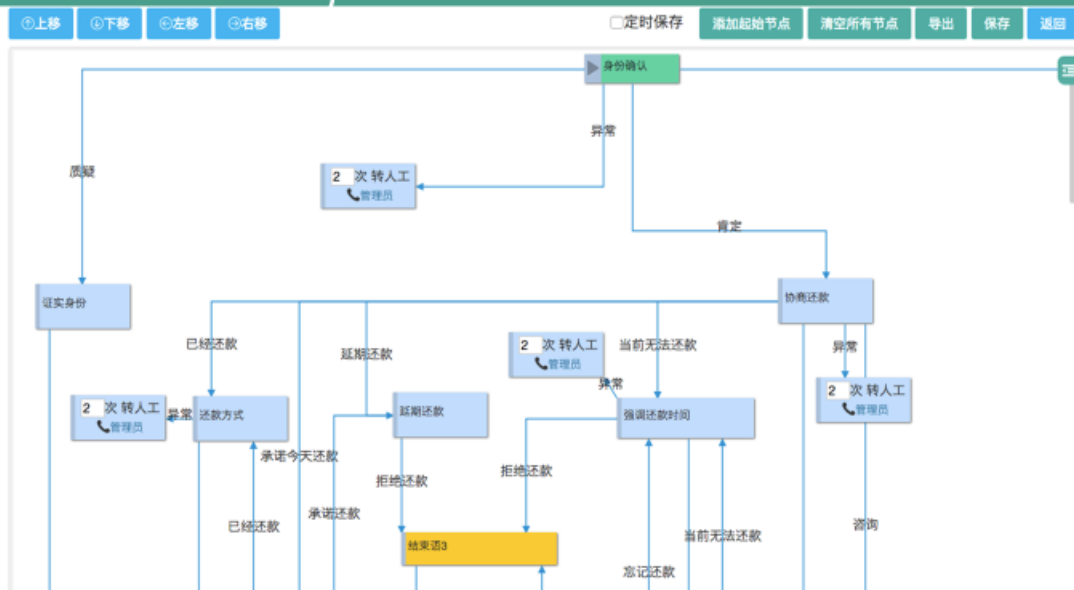 上移
下移
左移
右移
定时保存
添加起始节点
清空所有节点
导出
保存
返回
身份确认
异常
质疑
2 次 转人工
管理员
肯定
证实身份
协商还款
已经还款
延期还款
2 次 转人工
管理员
当前无法还款
异常
异常
2 次 转人工
管理员
2 次 转人工
管理员
异常
还款方式
延期还款
强调还款时间
承诺今天还款
拒绝还款
拒绝还款
承诺还款
已经还款
咨询
当前无法还款
结束语3
忘记还款